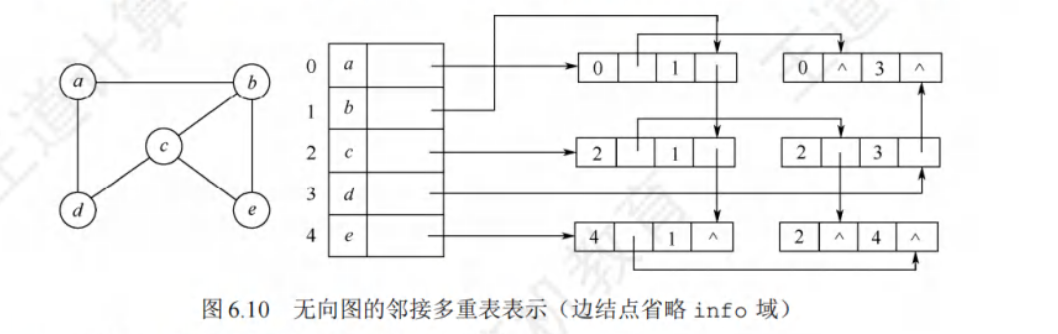 a b c d e
0 a
1 b
2 c
3 d
4 e
0 1
0 ^ 3 ^
2 1
2 3
4 1 ^
2 ^ 4 ^
图6.10 无向图的邻接多重表表示（边结点省略 info 域）